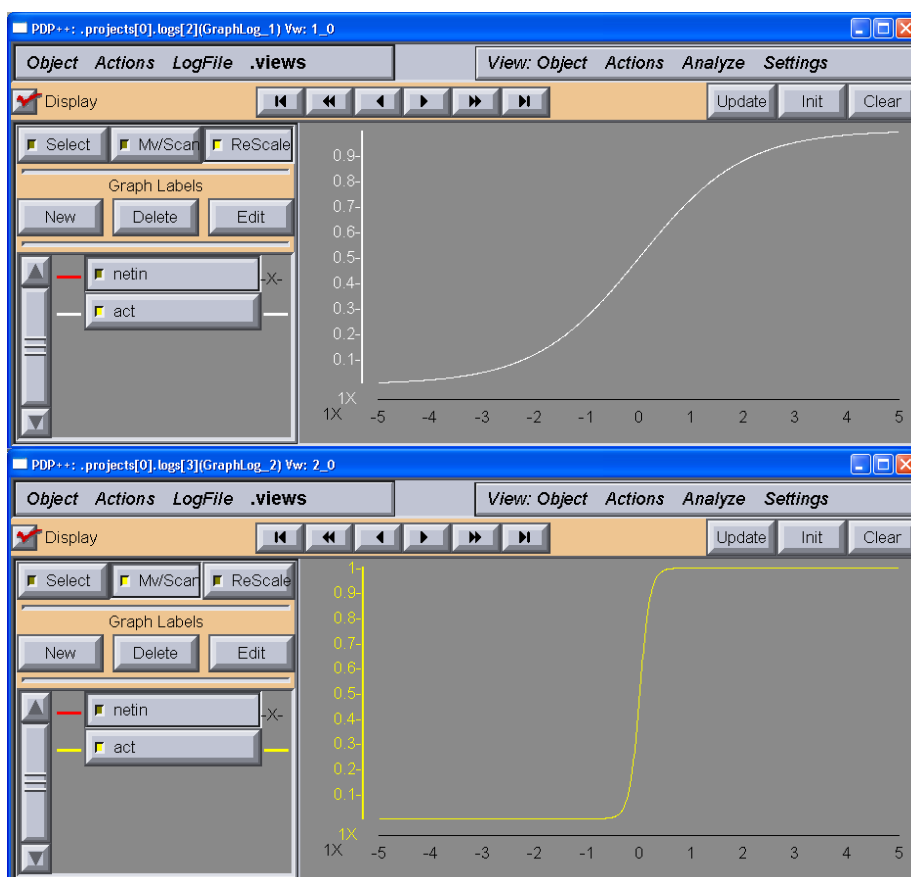 PDP++: .projects[0].logs[2](GraphLog_1) Vw: 1_0
Object Actions LogFile .views View: Object Actions Analyze Settings
Display Update Init Clear
Select Mv/Scan ReScale
Graph Labels
New Delete Edit
netin -X-
act
0.9-
0.8-
0.7-
0.6-
0.5-
0.4-
0.3-
0.2-
0.1-
1X
1X -5 -4 -3 -2 -1 0 1 2 3 4 5
PDP++: .projects[0].logs[3](GraphLog_2) Vw: 2_0
Object Actions LogFile .views View: Object Actions Analyze Settings
Display Update Init Clear
Select Mv/Scan ReScale
Graph Labels
New Delete Edit
netin -X-
act
1-
0.9-
0.8-
0.7-
0.6-
0.5-
0.4-
0.3-
0.2-
0.1-
1X
1X -5 -4 -3 -2 -1 0 1 2 3 4 5